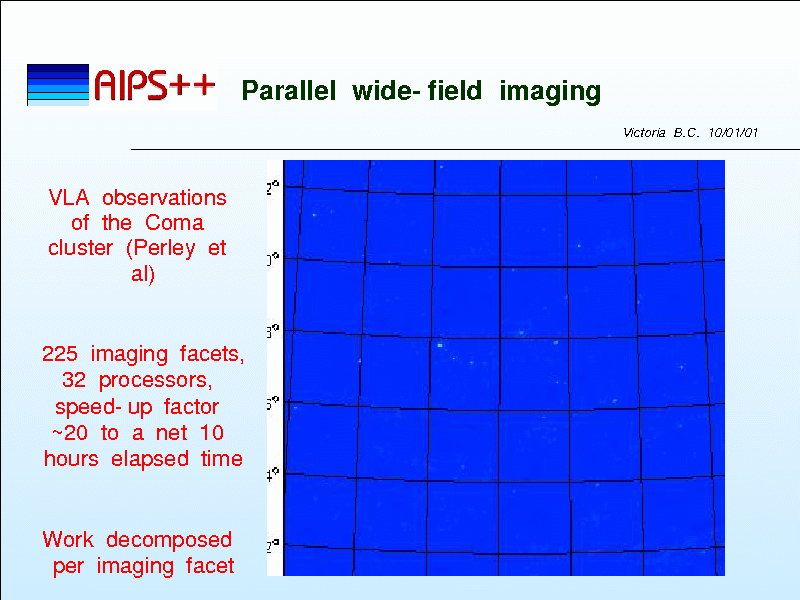 AIPS++
Parallel wide- field imaging
Victoria B.C. 10/01/01
VLA observations
of the Coma
cluster (Perley et
al)
225 imaging facets,
32 processors,
speed- up factor
~20 to a net 10
hours elapsed time
Work decomposed
per imaging facet